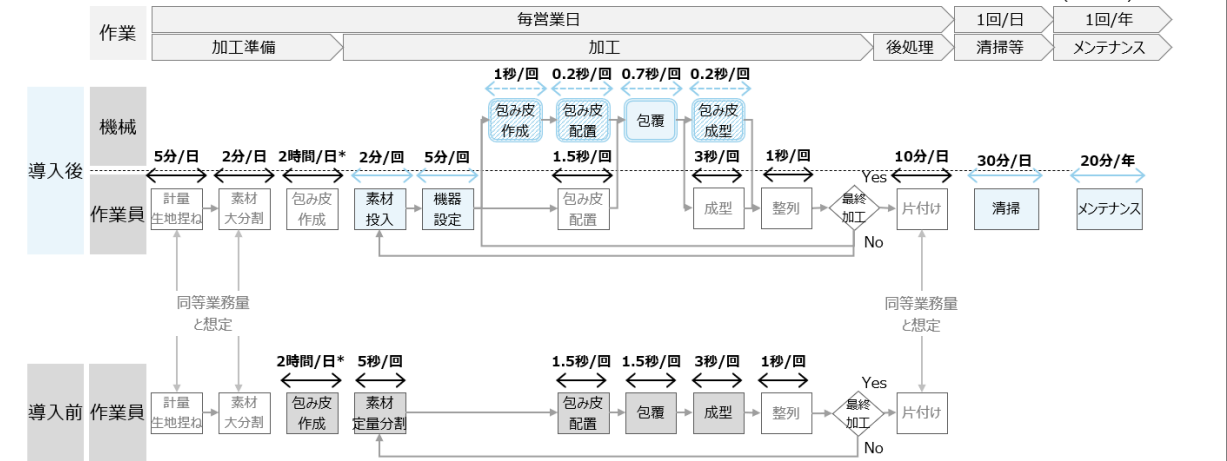 作業
毎営業日
1回/日
1回/年
加工準備
加工
後処理
清掃等
メンテナンス
1秒/回
0.2秒/回
0.7秒/回
0.2秒/回
導入後
機械
包み皮
作成
包み皮
配置
包覆
包み皮
成型
5分/日
2分/日
2時間/日*
2分/回
5分/回
1.5秒/回
3秒/回
1秒/回
10分/日
30分/日
20分/年
作業員
計量
生地捏ね
素材
大分割
包み皮
作成
素材
投入
機器
設定
包み皮
配置
成型
整列
最終
加工
Yes
No
片付け
清掃
メンテナンス
同等業務量
と想定
同等業務量
と想定
2時間/日*
5秒/回
1.5秒/回
1.5秒/回
3秒/回
1秒/回
導入前
作業員
計量
生地捏ね
素材
大分割
包み皮
作成
素材
定量分割
包み皮
配置
包覆
成型
整列
最終
加工
Yes
No
片付け